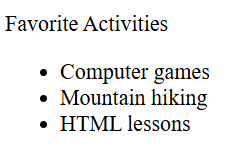 Favorite Activities
• Computer games
• Mountain hiking
• HTML lessons